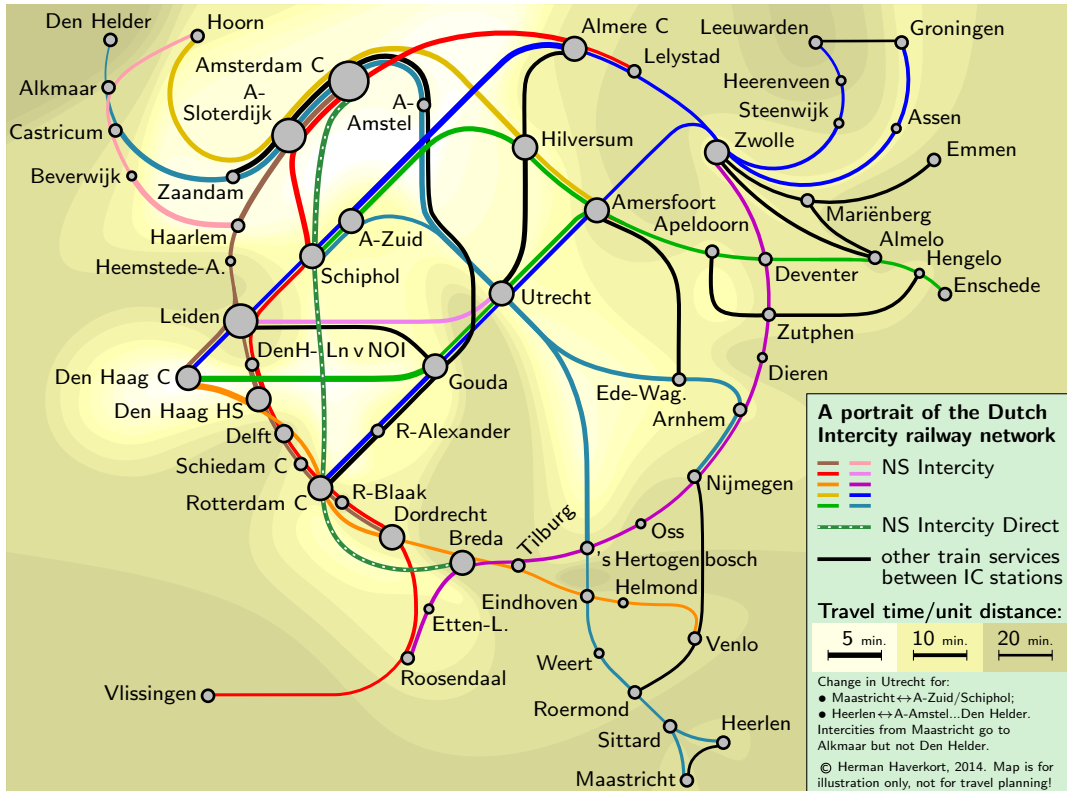 Den Helder
Hoorn
Almere C
Leeuwarden
Groningen
Amsterdam C
Lelystad
Alkmaar
A-
Sloterdijk
A-
Amstel
Heerenveen
Steenwijk
Assen
Castricum
Hilversum
Zwolle
Emmen
Beverwijk
Zaandam
Amersfoort
Mariënberg
Haarlem
A-Zuid
Apeldoorn
Almelo
Heemstede-A.
Schiphol
Deventer
Hengelo
Enschede
Leiden
Utrecht
Zutphen
DenH- Ln v NOI
Den Haag C
Gouda
Dieren
Den Haag HS
Ede-Wag.
Arnhem
Delft
R-Alexander
Schiedam C
Rotterdam C
R-Blaak
Nijmegen
Dordrecht
Oss
Breda
Tilburg
's Hertogenbosch
Helmond
Eindhoven
Etten-L.
Venlo
Roosendaal
Weert
Vlissingen
Roermond
Sittard
Heerlen
Maastricht
A portrait of the Dutch
Intercity railway network
NS Intercity
NS Intercity Direct
other train services
between IC stations
Travel time/unit distance:
5 min. 10 min. 20 min.
Change in Utrecht for:
• Maastricht↔A-Zuid/Schiphol;
• Heerlen↔A-Amstel...Den Helder.
Intercities from Maastricht go to
Alkmaar but not Den Helder.
© Herman Haverkort, 2014. Map is for
illustration only, not for travel planning!